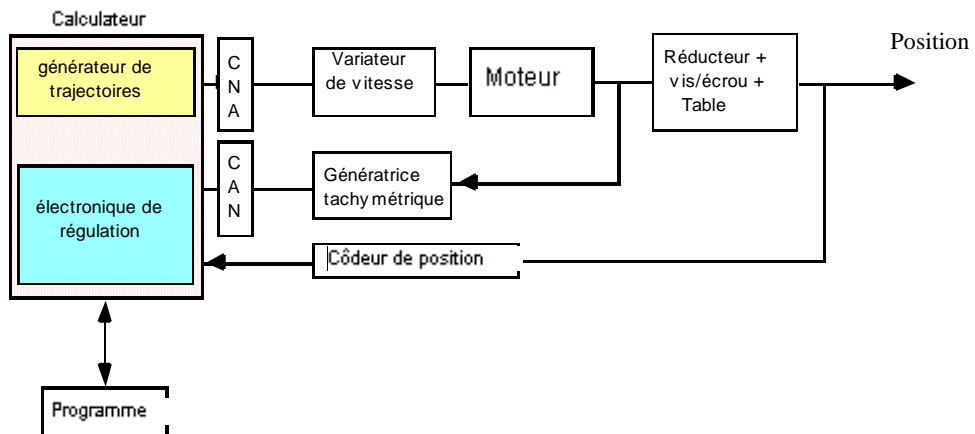 Calculateur
générateur de
trajectoires
C
N
A
Variateur
de vitesse
Moteur
Réducteur +
vis/écrou +
Table
Position
électronique de
régulation
C
A
N
Génératrice
tachymétrique
Côdeur de position
Programme